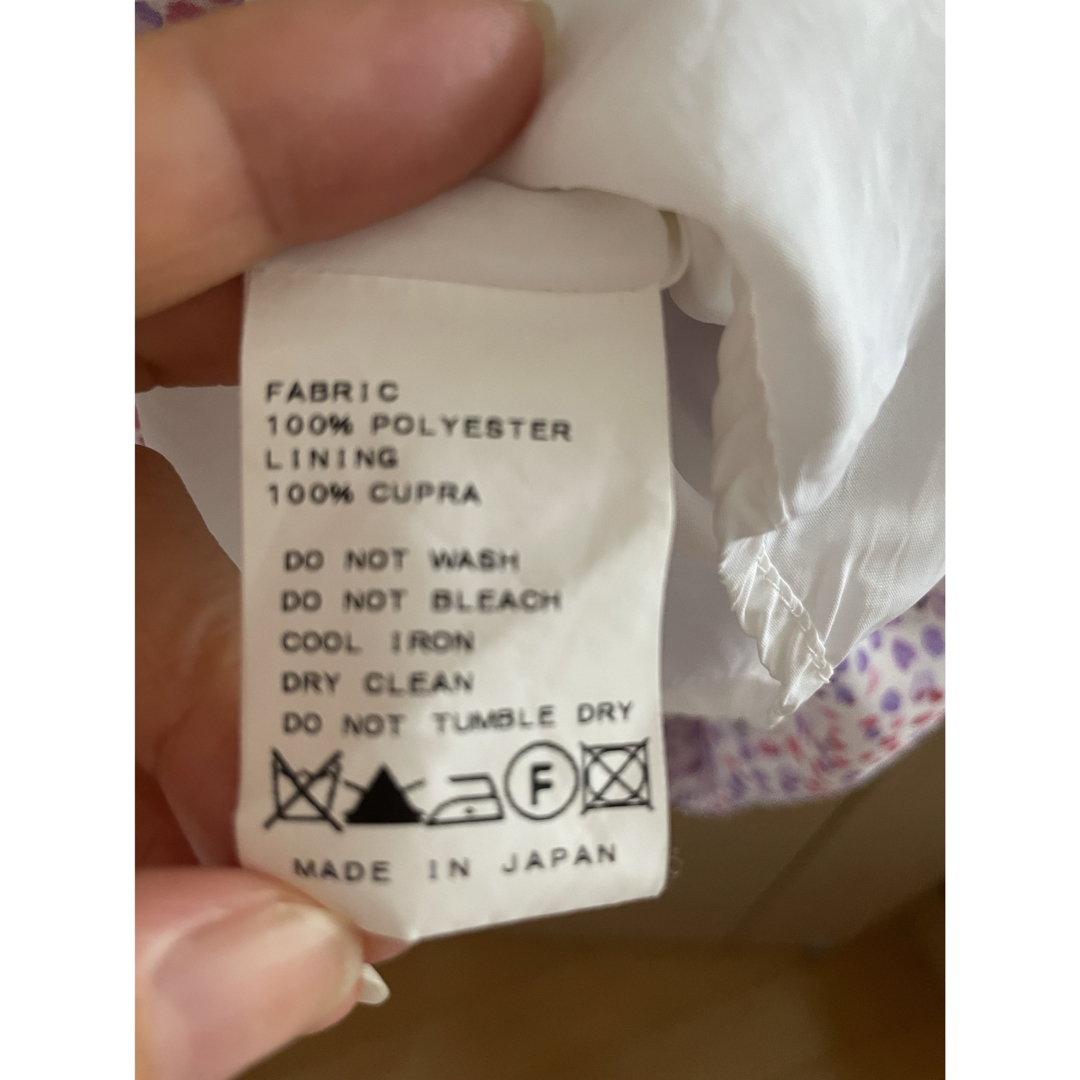 FABRIC
100% POLYESTER
LINING
100% CUPRA
DO NOT WASH
DO NOT BLEACH
COOL IRON
DRY CLEAN
DO NOT TUMBLE DRY
F
MADE IN JAPAN